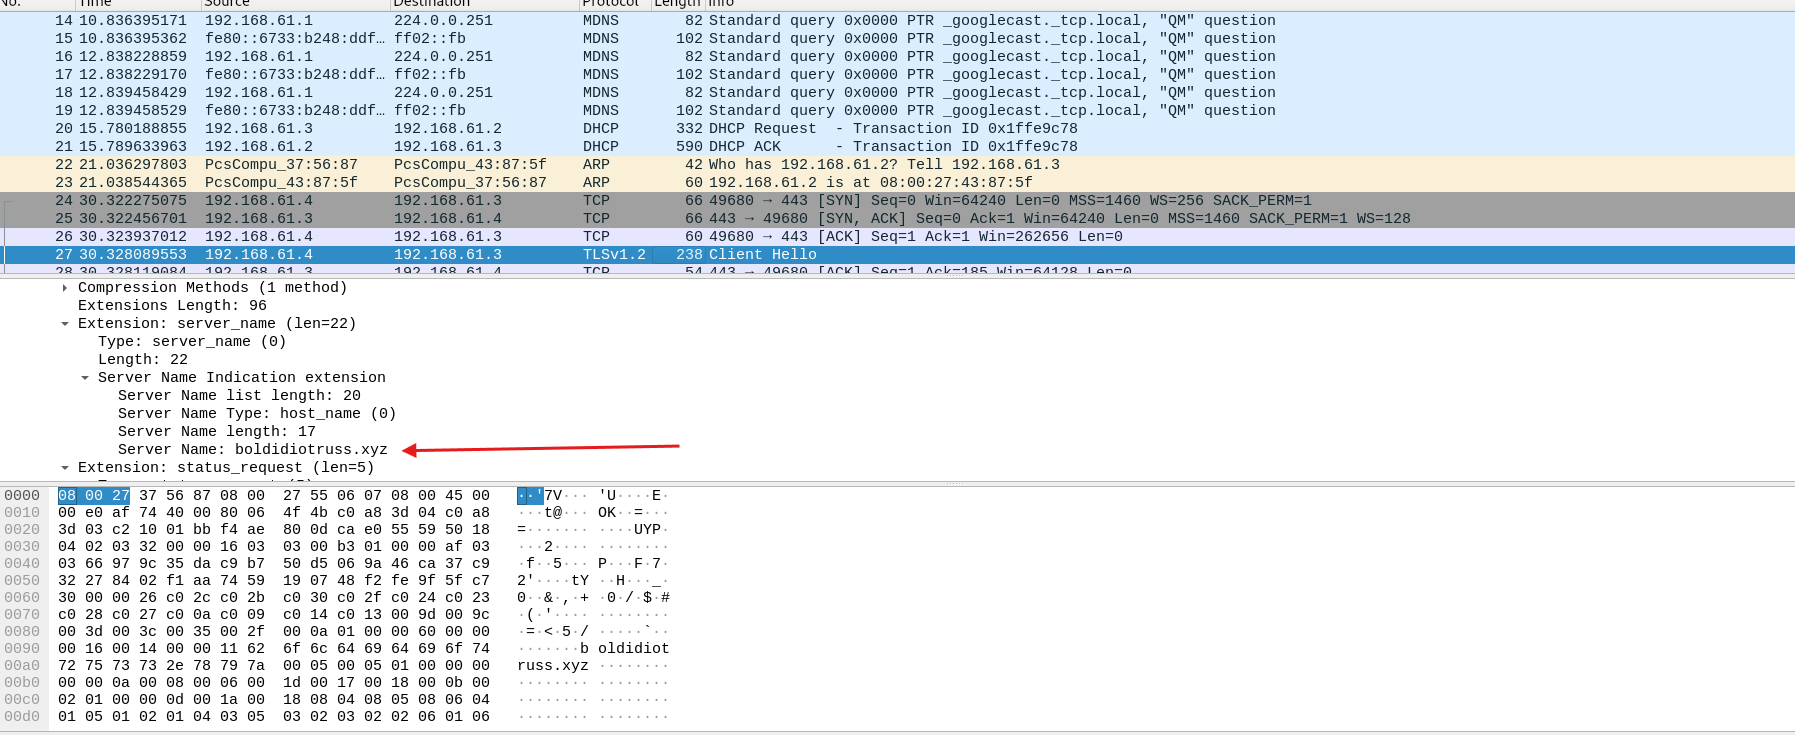 No. Time Source Destination Protocol Length Info
14 10.836395171 192.168.61.1 224.0.0.251 MDNS 82 Standard query 0x0000 PTR _googlecast._tcp.local, "QM" question
15 10.836395362 fe80::6733:b248:ddf… ff02::fb MDNS 102 Standard query 0x0000 PTR _googlecast._tcp.local, "QM" question
16 12.838228859 192.168.61.1 224.0.0.251 MDNS 82 Standard query 0x0000 PTR _googlecast._tcp.local, "QM" question
17 12.838229170 fe80::6733:b248:ddf… ff02::fb MDNS 102 Standard query 0x0000 PTR _googlecast._tcp.local, "QM" question
18 12.839458429 192.168.61.1 224.0.0.251 MDNS 82 Standard query 0x0000 PTR _googlecast._tcp.local, "QM" question
19 12.839458529 fe80::6733:b248:ddf… ff02::fb MDNS 102 Standard query 0x0000 PTR _googlecast._tcp.local, "QM" question
20 15.780188855 192.168.61.3 192.168.61.2 DHCP 332 DHCP Request - Transaction ID 0x1ffe9c78
21 15.789633963 192.168.61.2 192.168.61.3 DHCP 590 DHCP ACK - Transaction ID 0x1ffe9c78
22 21.036297803 PcsCompu_37:56:87 PcsCompu_43:87:5f ARP 42 Who has 192.168.61.2? Tell 192.168.61.3
23 21.038544365 PcsCompu_43:87:5f PcsCompu_37:56:87 ARP 60 192.168.61.2 is at 08:00:27:43:87:5f
24 30.322275075 192.168.61.4 192.168.61.3 TCP 66 49680 → 443 [SYN] Seq=0 Win=64240 Len=0 MSS=1460 WS=256 SACK_PERM=1
25 30.322456701 192.168.61.3 192.168.61.4 TCP 66 443 → 49680 [SYN, ACK] Seq=0 Ack=1 Win=64240 Len=0 MSS=1460 SACK_PERM=1 WS=128
26 30.323937012 192.168.61.4 192.168.61.3 TCP 60 49680 → 443 [ACK] Seq=1 Ack=1 Win=262656 Len=0
27 30.328089553 192.168.61.4 192.168.61.3 TLSv1.2 238 Client Hello
28 30.328119084 192.168.61.3 192.168.61.4 TCP 54 443 → 49680 [ACK] Seq=1 Ack=185 Win=64128 Len=0
Compression Methods (1 method)
Extensions Length: 96
Extension: server_name (len=22)
Type: server_name (0)
Length: 22
Server Name Indication extension
Server Name list length: 20
Server Name Type: host_name (0)
Server Name length: 17
Server Name: boldidiotruss.xyz
Extension: status_request (len=5)
0000 08 00 27 37 56 87 08 00 27 55 06 07 08 00 45 00 ··'7V··· 'U····E·
0010 00 e0 af 74 40 00 80 06 4f 4b c0 a8 3d 04 c0 a8 ···t@··· OK··=···
0020 3d 03 c2 10 01 bb f4 ae 80 0d ca e0 55 59 50 18 =······· ····UYP·
0030 04 02 03 32 00 00 16 03 03 00 b3 01 00 00 af 03 ···2···· ········
0040 03 66 97 9c 35 da c9 b7 50 d5 06 9a 46 ca 37 c9 ·f··5··· P···F·7·
0050 32 27 84 02 f1 aa 74 59 19 07 48 f2 fe 9f 5f c7 2'····tY ··H···_·
0060 30 00 00 26 c0 2c c0 2b c0 30 c0 2f c0 24 c0 23 0··&·,·+ ·0·/·$·#
0070 c0 28 c0 27 c0 0a c0 09 c0 14 c0 13 00 9d 00 9c ·(·'···· ········
0080 00 3d 00 3c 00 35 00 2f 00 0a 01 00 00 60 00 00 ·=·<·5·/ ·····`··
0090 00 16 00 14 00 00 11 62 6f 6c 64 69 64 69 6f 74 ·······b oldidiot
00a0 72 75 73 73 2e 78 79 7a 00 05 00 05 01 00 00 00 russ.xyz ········
00b0 00 00 0a 00 08 00 06 00 1d 00 17 00 18 00 0b 00 ········ ········
00c0 02 01 00 00 0d 00 1a 00 18 08 04 08 05 08 06 04 ········ ········
00d0 01 05 01 02 01 04 03 05 03 02 03 02 02 06 01 06 ········ ········